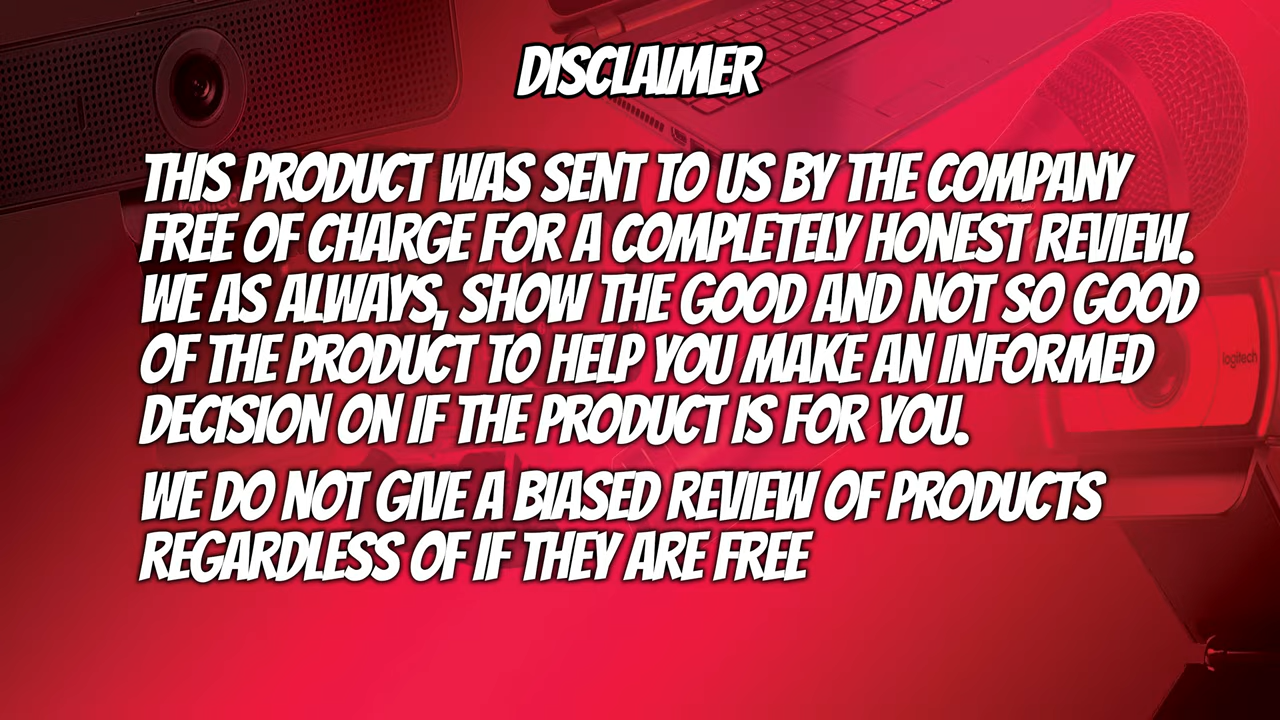 DISCLAIMER
THIS PRODUCT WAS SENT TO US BY THE COMPANY
FREE OF CHARGE FOR A COMPLETELY HONEST REVIEW.
WE AS ALWAYS, SHOW THE GOOD AND NOT SO GOOD
OF THE PRODUCT TO HELP YOU MAKE AN INFORMED
DECISION ON IF THE PRODUCT IS FOR YOU.
WE DO NOT GIVE A BIASED REVIEW OF PRODUCTS
REGARDLESS OF IF THEY ARE FREE
logitech